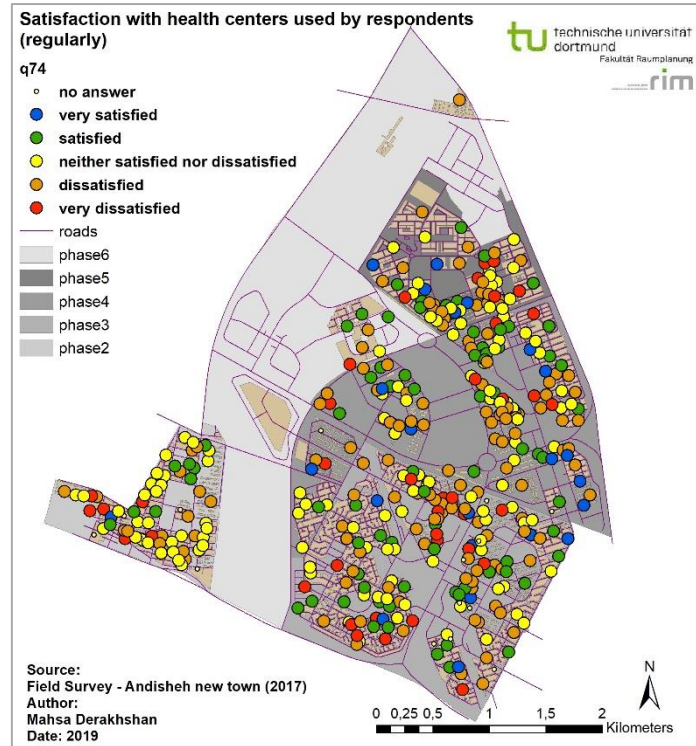 Satisfaction with health centers used by respondents
(regularly)
tu technische universität
dortmund
Fakultät Raumplanung
rim
q74
no answer
very satisfied
satisfied
neither satisfied nor dissatisfied
dissatisfied
very dissatisfied
roads
phase6
phase5
phase4
phase3
phase2
Source:
Field Survey - Andisheh new town (2017)
Author:
Mahsa Derakhshan
Date: 2019
N
0 0,25 0,5 1 1,5 2
Kilometers